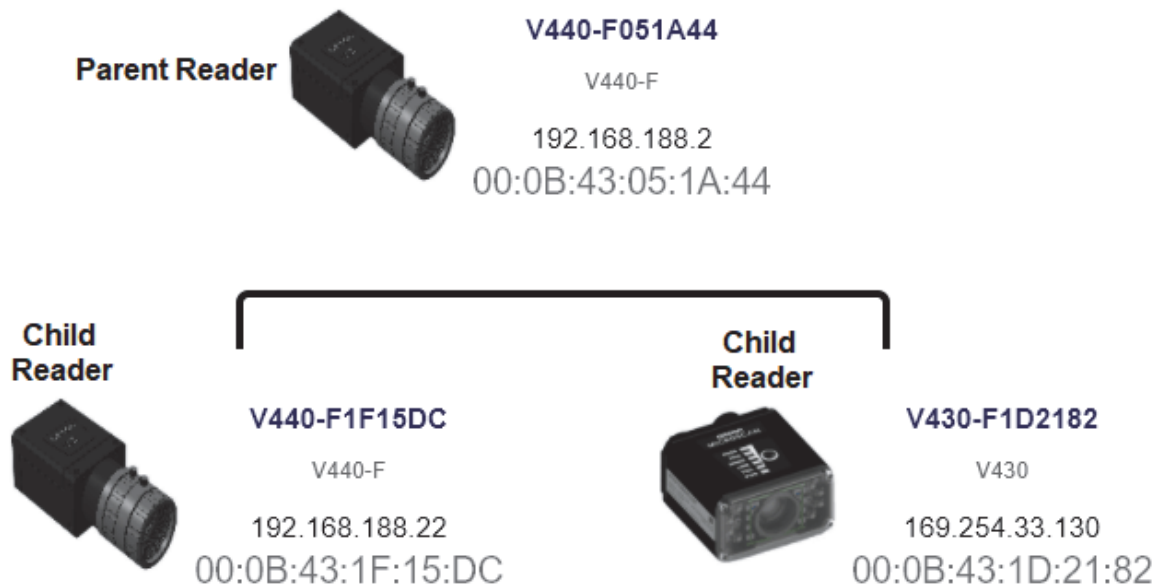 Parent Reader
V440-F051A44
V440-F
192.168.188.2
00:0B:43:05:1A:44
Child
Reader
V440-F1F15DC
V440-F
192.168.188.22
00:0B:43:1F:15:DC
Child
Reader
MICROSCAN
V430-F1D2182
V430
169.254.33.130
00:0B:43:1D:21:82